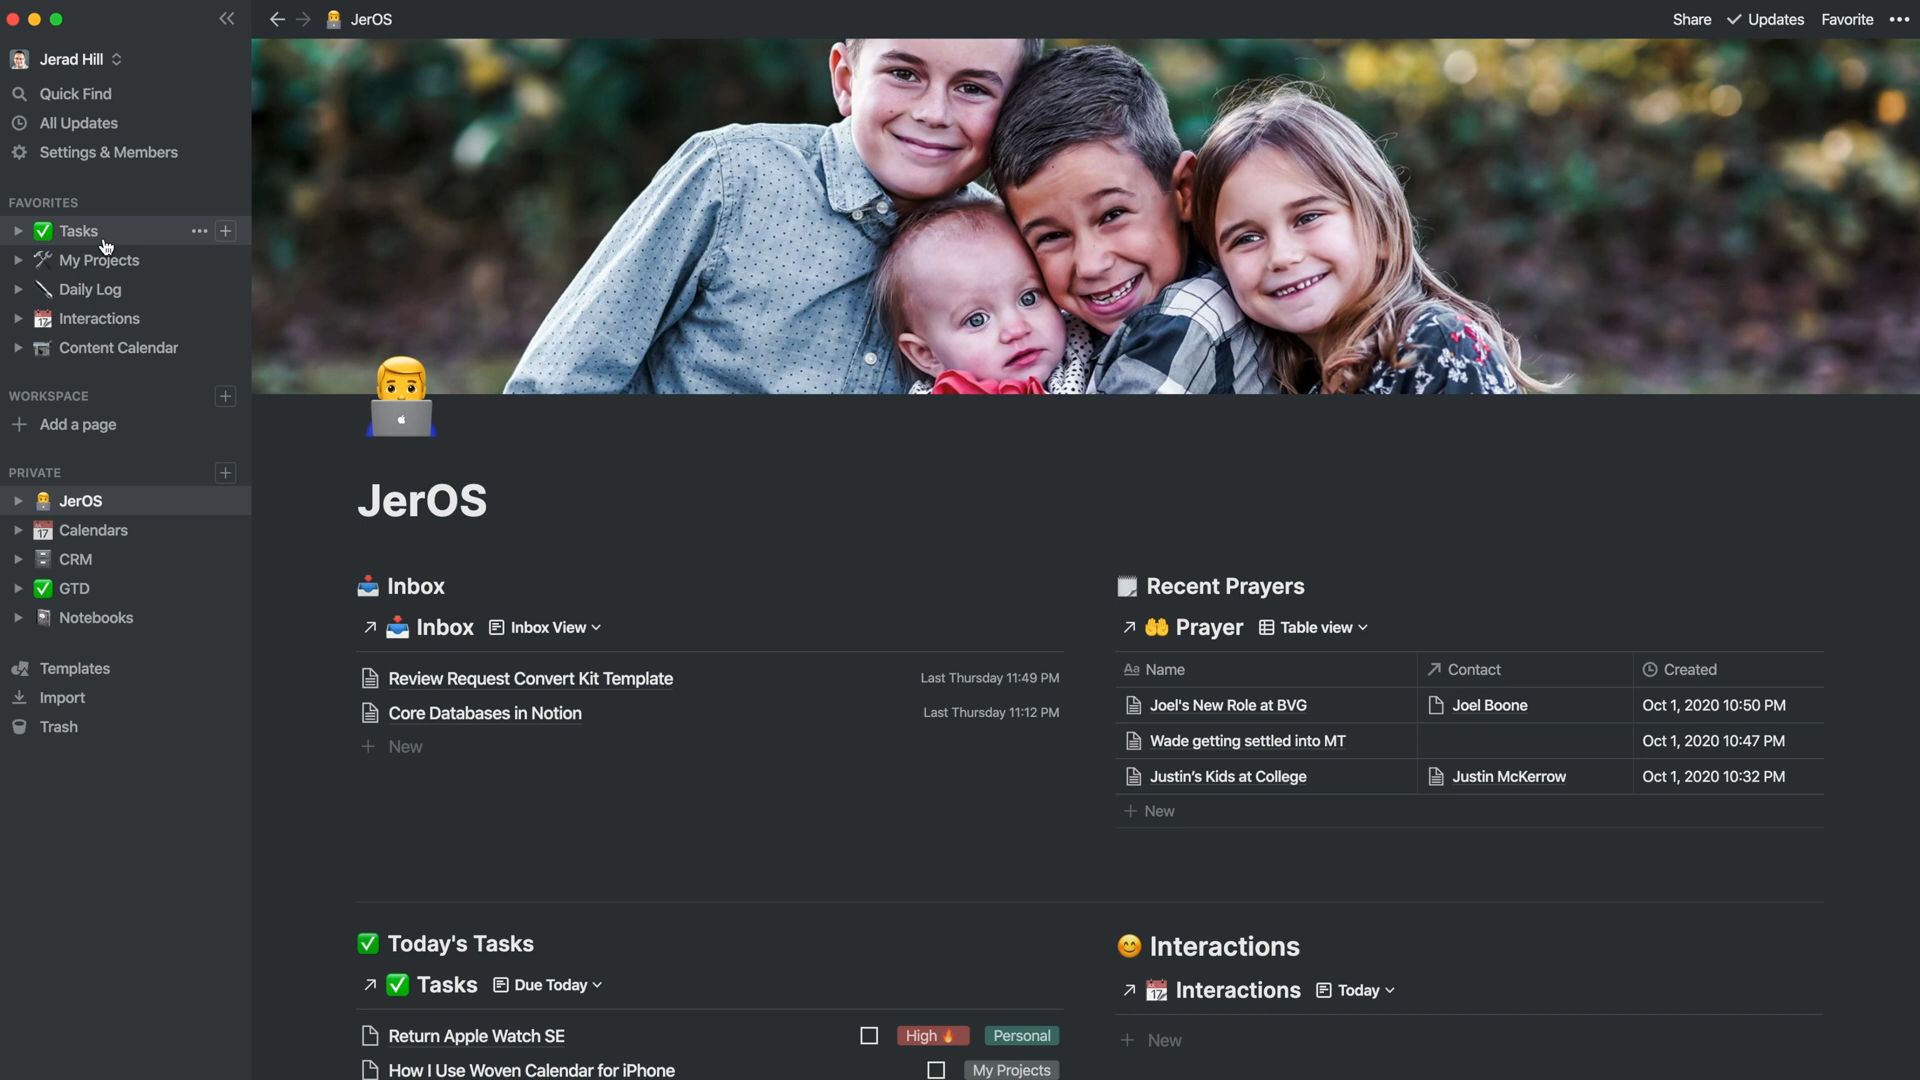 JerOS
Share
Updates
Favorite
Jerad Hill
Quick Find
All Updates
Settings & Members
FAVORITES
Tasks
My Projects
Daily Log
Interactions
Content Calendar
WORKSPACE
Add a page
PRIVATE
JerOS
Calendars
CRM
GTD
Notebooks
Templates
Import
Trash
JerOS
Inbox
Inbox Inbox View
Review Request Convert Kit Template Last Thursday 11:49 PM
Core Databases in Notion Last Thursday 11:12 PM
New
Recent Prayers
Prayer Table view
Aa Name Contact Created
Joel's New Role at BVG Joel Boone Oct 1, 2020 10:50 PM
Wade getting settled into MT Oct 1, 2020 10:47 PM
Justin's Kids at College Justin McKerrow Oct 1, 2020 10:32 PM
New
Today's Tasks
Tasks Due Today
Return Apple Watch SE High Personal
How I Use Woven Calendar for iPhone My Projects
Interactions
Interactions Today
New